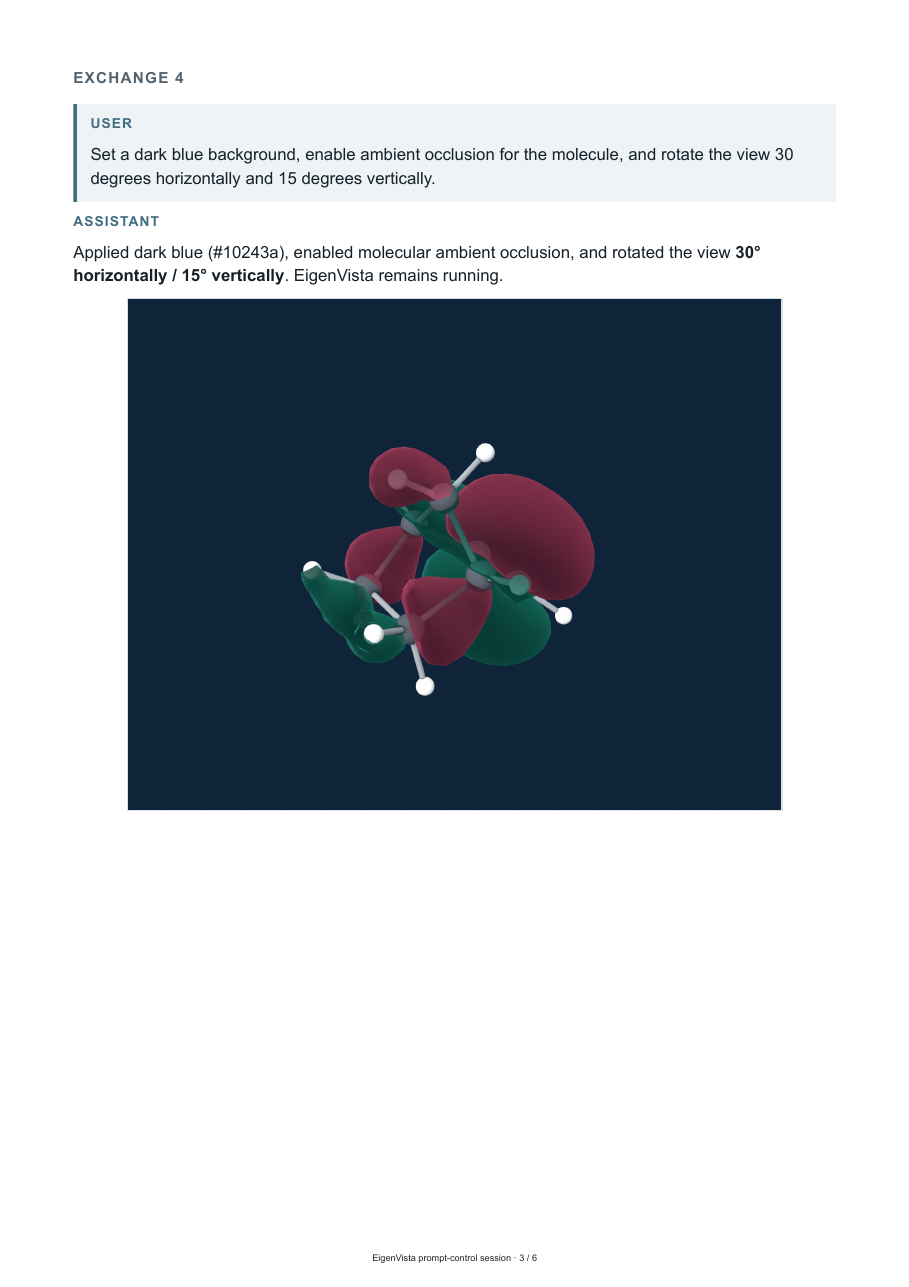 EXCHANGE 4
USER
Set a dark blue background, enable ambient occlusion for the molecule, and rotate the view 30
degrees horizontally and 15 degrees vertically.
ASSISTANT
Applied dark blue (#10243a), enabled molecular ambient occlusion, and rotated the view 30°
horizontally / 15° vertically. EigenVista remains running.
EigenVista prompt-control session · 3 / 6